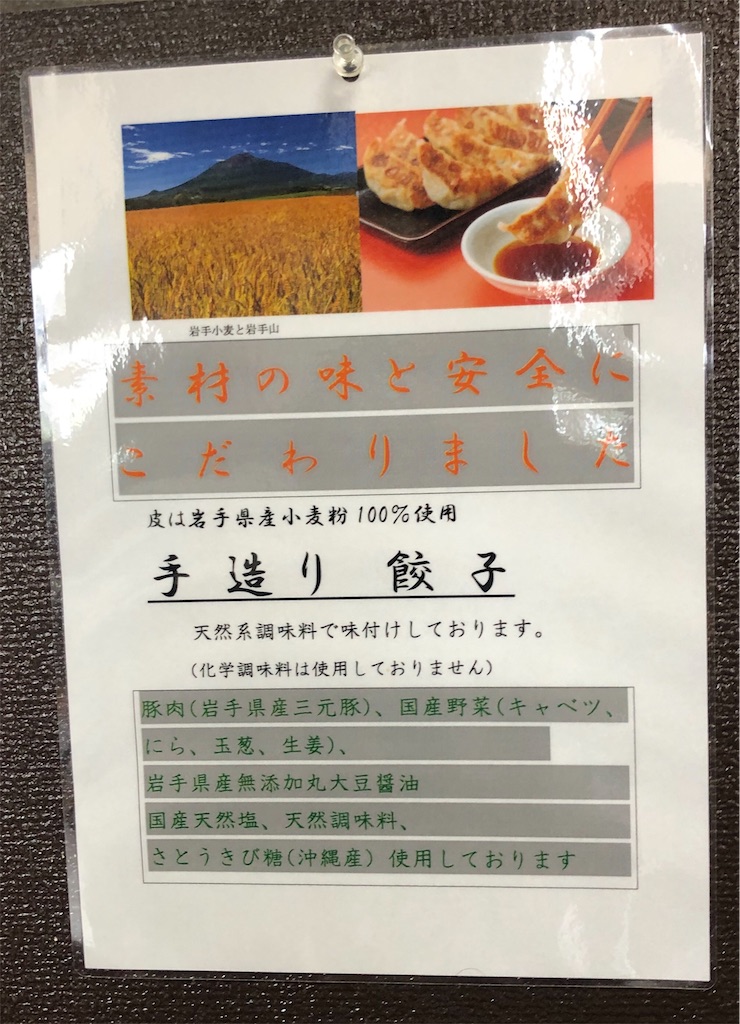 岩手小麦と岩手山
素材の味と安全に
こだわりました
皮は岩手県産小麦粉100%使用
手造り 餃子
天然系調味料で味付けしております。
(化学調味料は使用しておりません)
豚肉(岩手県産三元豚)、国産野菜(キャベツ、
にら、玉葱、生姜)、
岩手県産無添加丸大豆醤油
国産天然塩、天然調味料、
さとうきび糖(沖縄産) 使用しております